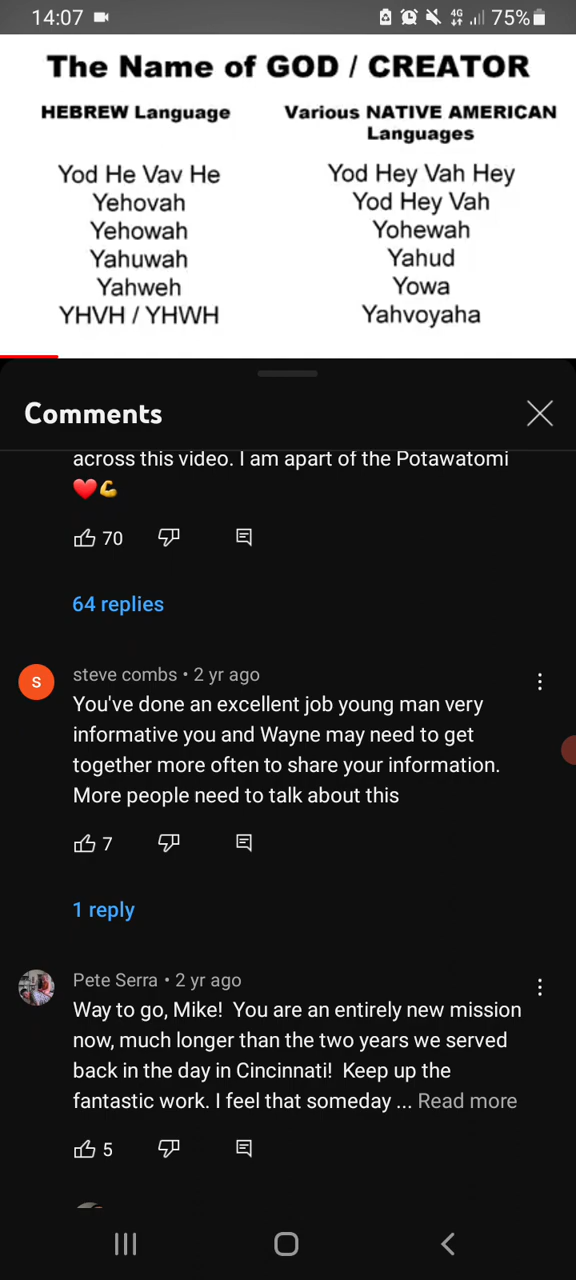 14:07
4G
75%
The Name of GOD / CREATOR
HEBREW Language
Yod He Vav He
Yehovah
Yehowah
Yahuwah
Yahweh
YHVH / YHWH
Various NATIVE AMERICAN
Languages
Yod Hey Vah Hey
Yod Hey Vah
Yohewah
Yahud
Yowa
Yahvoyaha
Comments
across this video. I am apart of the Potawatomi
❤️💪
70
64 replies
S
steve combs • 2 yr ago
You've done an excellent job young man very
informative you and Wayne may need to get
together more often to share your information.
More people need to talk about this
7
1 reply
Pete Serra • 2 yr ago
Way to go, Mike!  You are an entirely new mission
now, much longer than the two years we served
back in the day in Cincinnati!  Keep up the
fantastic work. I feel that someday ... Read more
5